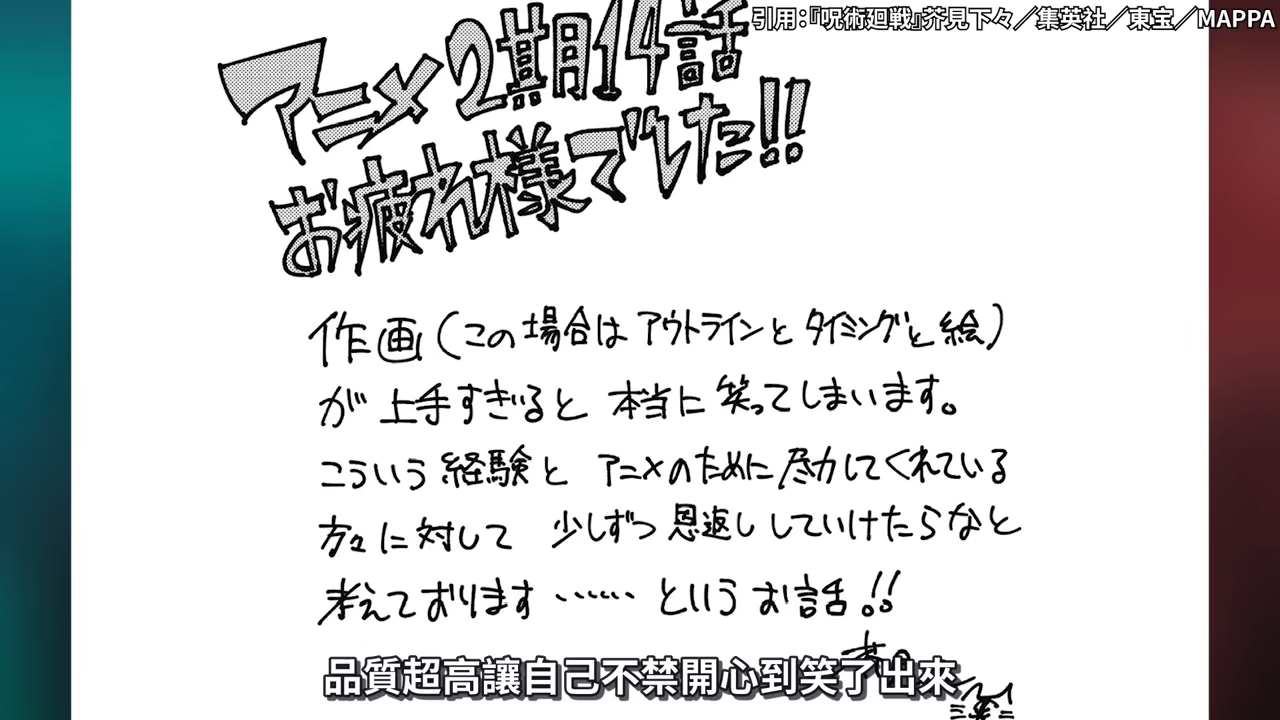 引用：『呪術廻戦』芥見下々／集英社／東宝／MAPPA
アニメ2期14話
お疲れ様でした!!
作画(この場合はアウトラインとタイミングと絵)
が上手すぎると本当に笑ってしまいます。
こういう経験とアニメのために尽力してくれている
方々に対して少しずつ恩返ししていけたらなと
考えております……というお話!!
品質超高讓自己不禁開心到笑了出來